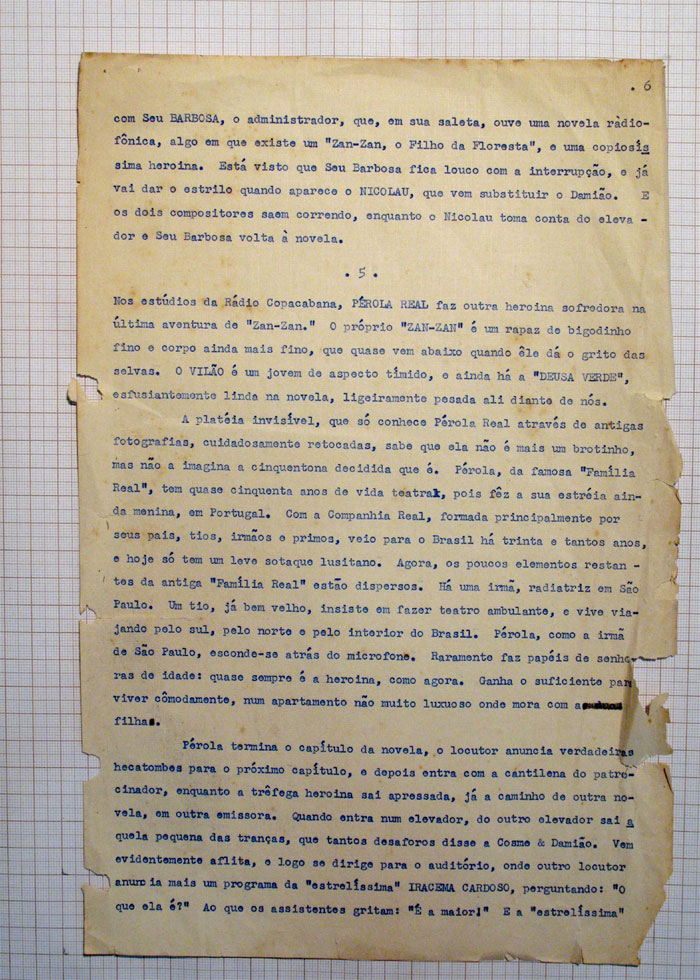 . 6
com Seu BARBOSA, o administrador, que, em sua saleta, ouve uma novela rádio-
fônica, algo em que existe um "Zan-Zan, o Filho da Floresta", e uma copiosís
sima heroina. Está visto que Seu Barbosa fica louco com a interrupção, e já
vai dar o estrilo quando aparece o NICOLAU, que vem substituir o Damião. E
os dois compositores saem correndo, enquanto o Nicolau toma conta do eleva -
dor e Seu Barbosa volta à novela.
. 5 .
Nos estúdios da Rádio Copacabana, PÉROLA REAL faz outra heroina sofredora na
última aventura de "Zan-Zan." O próprio "ZAN-ZAN" é um rapaz de bigodinho
fino e corpo ainda mais fino, que quase vem abaixo quando êle dá o grito das
selvas. O VILÃO é um jovem de aspecto tímido, e ainda há a "DEUSA VERDE",
esfusiantemente linda na novela, ligeiramente pesada ali diante de nós.
A platéia invisível, que só conhece Pérola Real através de antigas
fotografias, cuidadosamente retocadas, sabe que ela não é mais um brotinho,
mas não a imagina a cinquentona decidida que é. Pérola, da famosa "Família
Real", tem quase cinquenta anos de vida teatral, pois fêz a sua estréia ain-
da menina, em Portugal. Com a Companhia Real, formada principalmente por
seus pais, tios, irmãos e primos, veio para o Brasil há trinta e tantos anos,
e hoje só tem um leve sotaque lusitano. Agora, os poucos elementos restan -
tes da antiga "Família Real" estão dispersos. Há uma irmã, radiatriz em São
Paulo. Um tio, já bem velho, insiste em fazer teatro ambulante, e vive via-
jando pelo sul, pelo norte e pelo interior do Brasil. Pérola, como a irmã
de São Paulo, esconde-se atrás do microfone. Raramente faz papéis de senho-
ras de idade: quase sempre é a heroina, como agora. Ganha o suficiente para
viver cômodamente, num apartamento não muito luxuoso onde mora com a
filha.
Pérola termina o capítulo da novela, o locutor anuncia verdadeiras
hecatombes para o próximo capítulo, e depois entra com a cantilena do patro-
cinador, enquanto a trêfega heroina sai apressada, já a caminho de outra no-
vela, em outra emissora. Quando entra num elevador, do outro elevador sai a
quela pequena das tranças, que tantos desaforos disse a Cosme & Damião. Vem
evidentemente aflita, e logo se dirige para o auditório, onde outro locutor
anuncia mais um programa da "estrelíssima" IRACEMA CARDOSO, perguntando: "O
que ela é?" Ao que os assistentes gritam: "É a maior!" E a "estrelíssima"